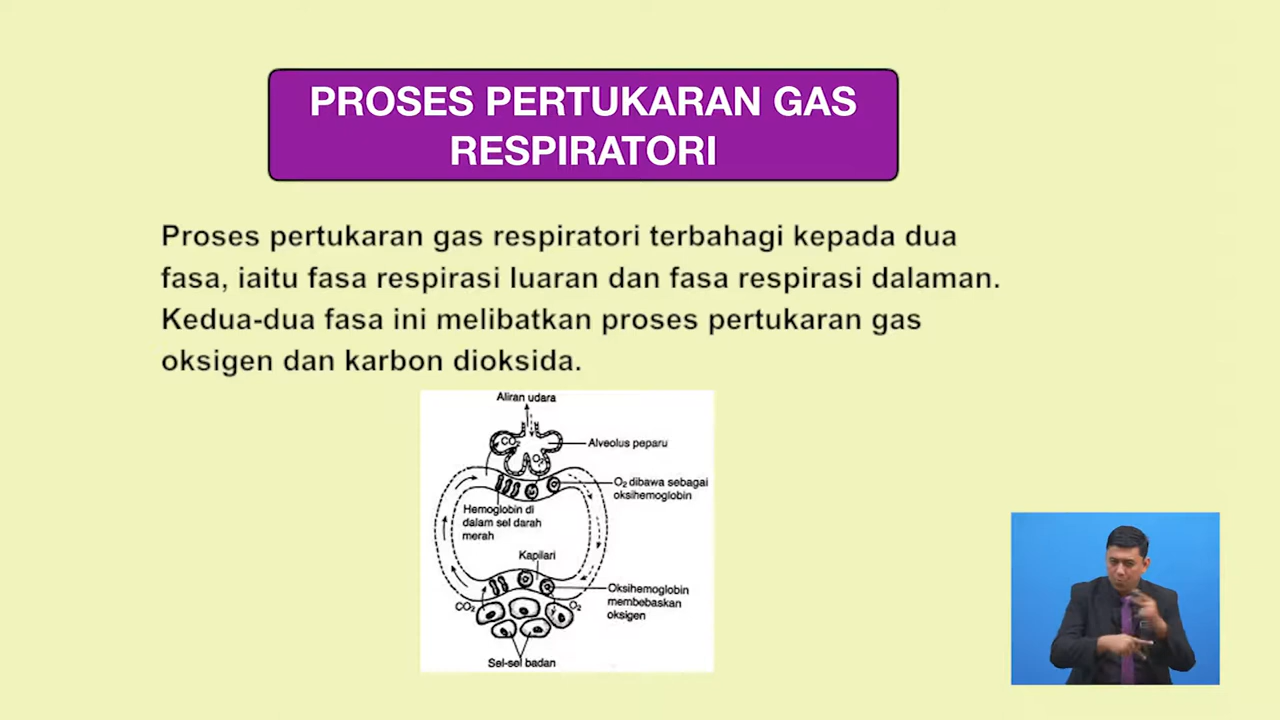 PROSES PERTUKARAN GAS
RESPIRATORI
Proses pertukaran gas respiratori terbahagi kepada dua
fasa, iaitu fasa respirasi luaran dan fasa respirasi dalaman.
Kedua-dua fasa ini melibatkan proses pertukaran gas
oksigen dan karbon dioksida.
Aliran udara
CO₂
Alveolus peparu
O₂
O₂ dibawa sebagai
oksihemoglobin
Hemoglobin di
dalam sel darah
merah
Kapilari
Oksihemoglobin
membebaskan
oksigen
CO₂
O₂
Sel-sel badan